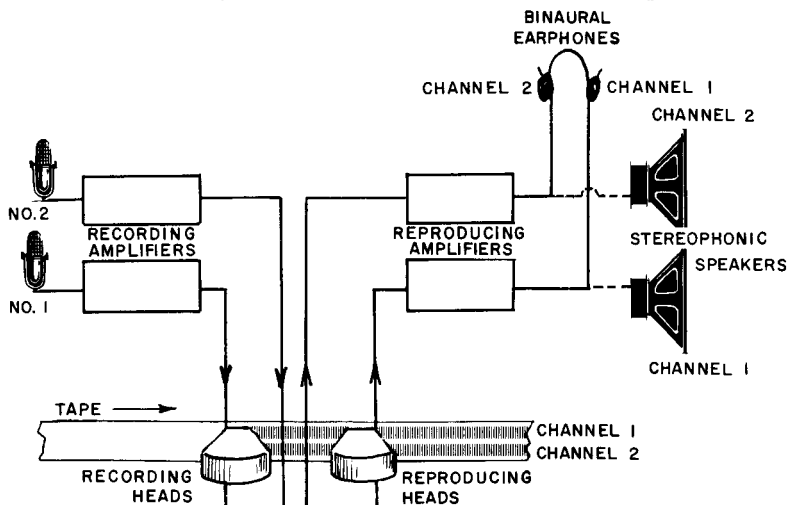 BINAURAL
EARPHONES
CHANNEL 2
CHANNEL 1
CHANNEL 2
NO. 2
RECORDING
AMPLIFIERS
REPRODUCING
AMPLIFIERS
STEREOPHONIC
SPEAKERS
NO. 1
CHANNEL 1
TAPE
CHANNEL 1
CHANNEL 2
RECORDING
HEADS
REPRODUCING
HEADS